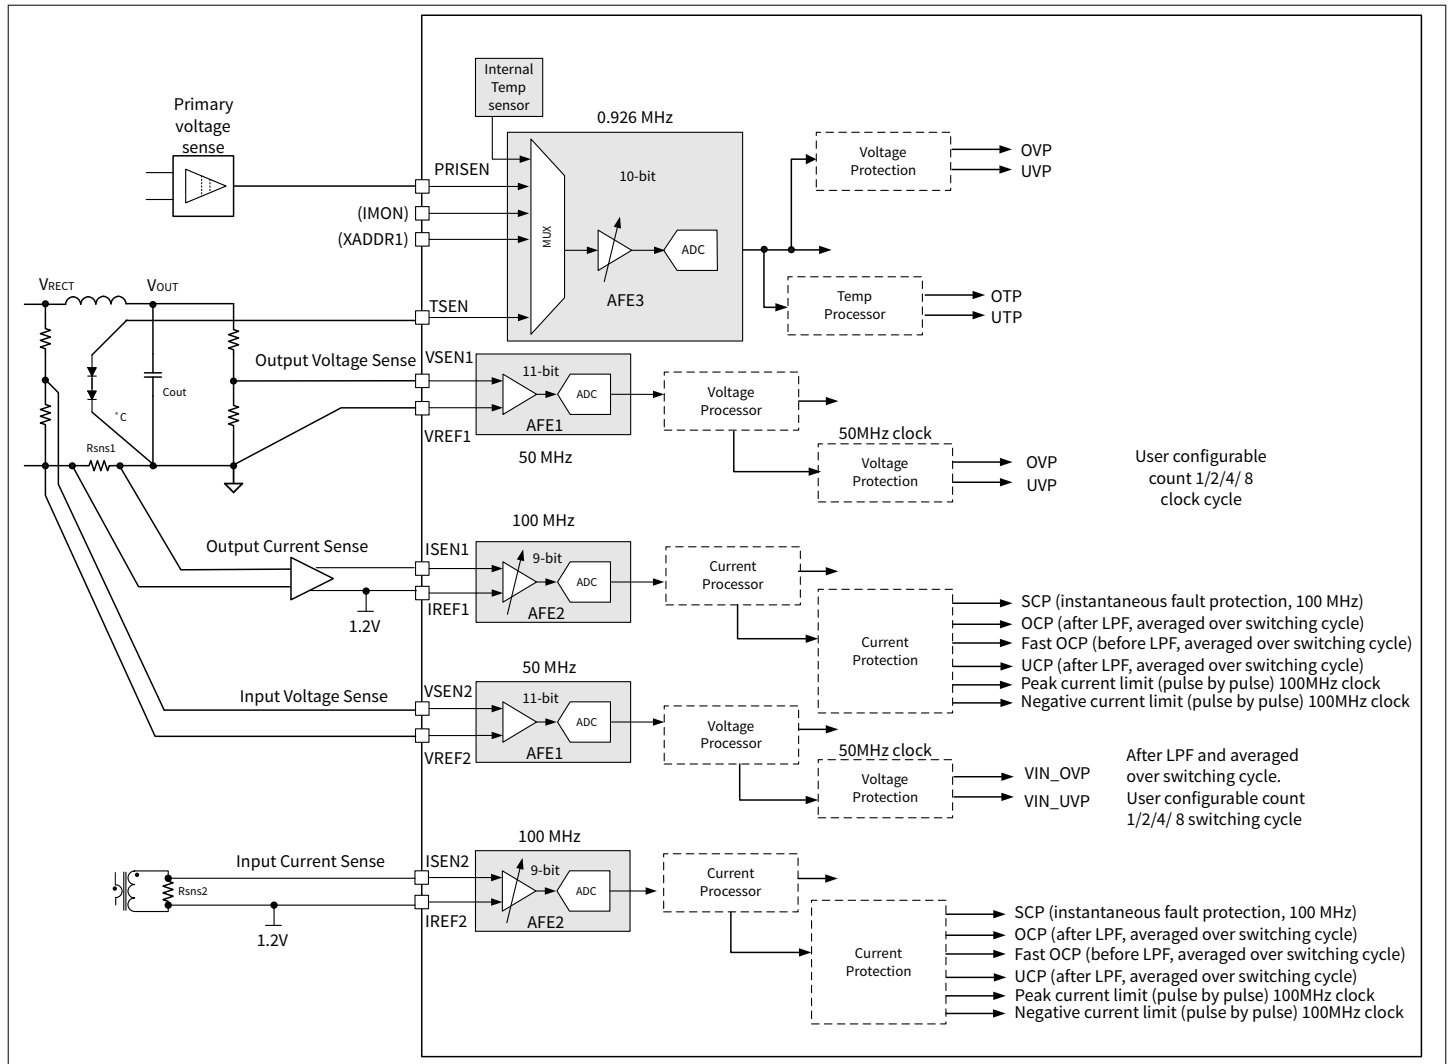 Internal
Temp
sensor
Primary
voltage
sense
0.926 MHz
PRISEN
10-bit
Voltage
Protection
OVP
UVP
(IMON)
(XADDR1)
MUX
ADC
AFE3
VRECT
VOUT
TSEN
Temp
Processor
OTP
UTP
Output Voltage Sense
VSEN1
11-bit
ADC
AFE1
VREF1
50 MHz
Cout
°C
Rsns1
Voltage
Processor
50MHz clock
Voltage
Protection
OVP
UVP
User configurable
count 1/2/4/ 8
clock cycle
100 MHz
Output Current Sense
ISEN1
9-bit
ADC
AFE2
IREF1
1.2V
Current
Processor
Current
Protection
SCP (instantaneous fault protection, 100 MHz)
OCP (after LPF, averaged over switching cycle)
Fast OCP (before LPF, averaged over switching cycle)
UCP (after LPF, averaged over switching cycle)
Peak current limit (pulse by pulse) 100MHz clock
Negative current limit (pulse by pulse) 100MHz clock
50 MHz
Input Voltage Sense
VSEN2
11-bit
ADC
AFE1
VREF2
Voltage
Processor
50MHz clock
Voltage
Protection
VIN_OVP
VIN_UVP
After LPF and averaged
over switching cycle.
User configurable count
1/2/4/ 8 switching cycle
100 MHz
Input Current Sense
ISEN2
9-bit
ADC
AFE2
IREF2
Rsns2
1.2V
Current
Processor
Current
Protection
SCP (instantaneous fault protection, 100 MHz)
OCP (after LPF, averaged over switching cycle)
Fast OCP (before LPF, averaged over switching cycle)
UCP (after LPF, averaged over switching cycle)
Peak current limit (pulse by pulse) 100MHz clock
Negative current limit (pulse by pulse) 100MHz clock